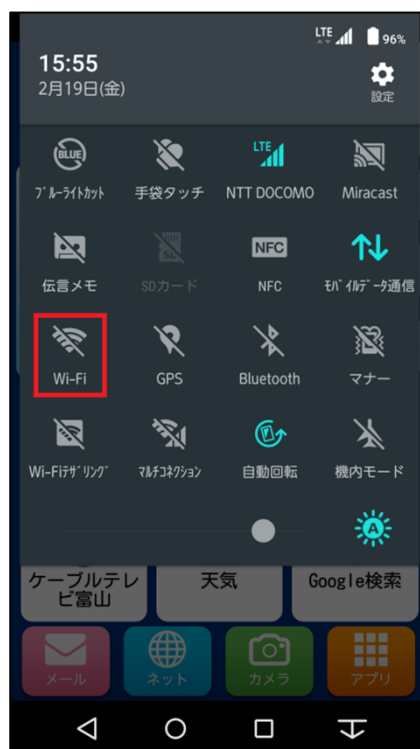 LTE 96%
15:55
2月19日(金)
設定
BLUE
LTE
ﾌﾞﾙｰﾗｲﾄｶｯﾄ 手袋タッチ NTT DOCOMO Miracast
SD
NFC
伝言メモ SDカード NFC ﾓﾊﾞｲﾙﾃﾞｰﾀ通信
Wi-Fi GPS Bluetooth マナー
Wi-Fiﾃｻﾞﾘﾝｸﾞ ﾏﾙﾁｺﾈｸｼｮﾝ 自動回転 機内モード
A
ケーブルテレ
ビ富山
天気
Google検索
メール ネット カメラ アプリ